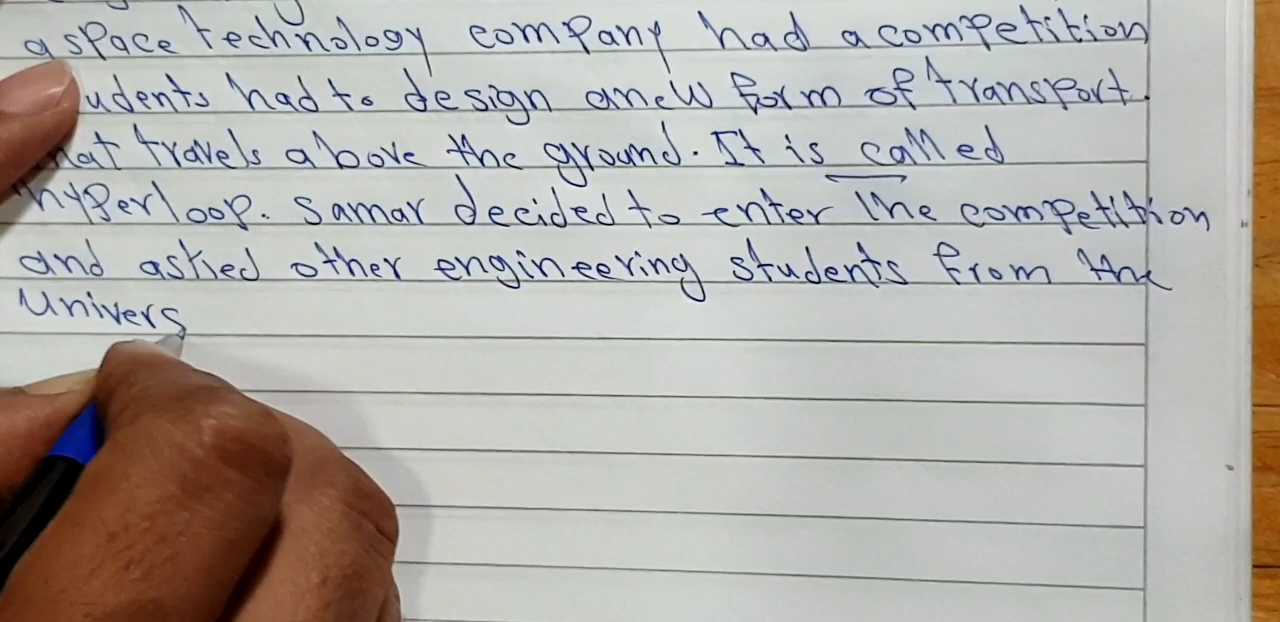 a space technology company had a competition
udents had to design a new form of transport
hat travels above the ground. It is called
hyperloop. Samar decided to enter the competition
and asked other engineering students from the
Univers